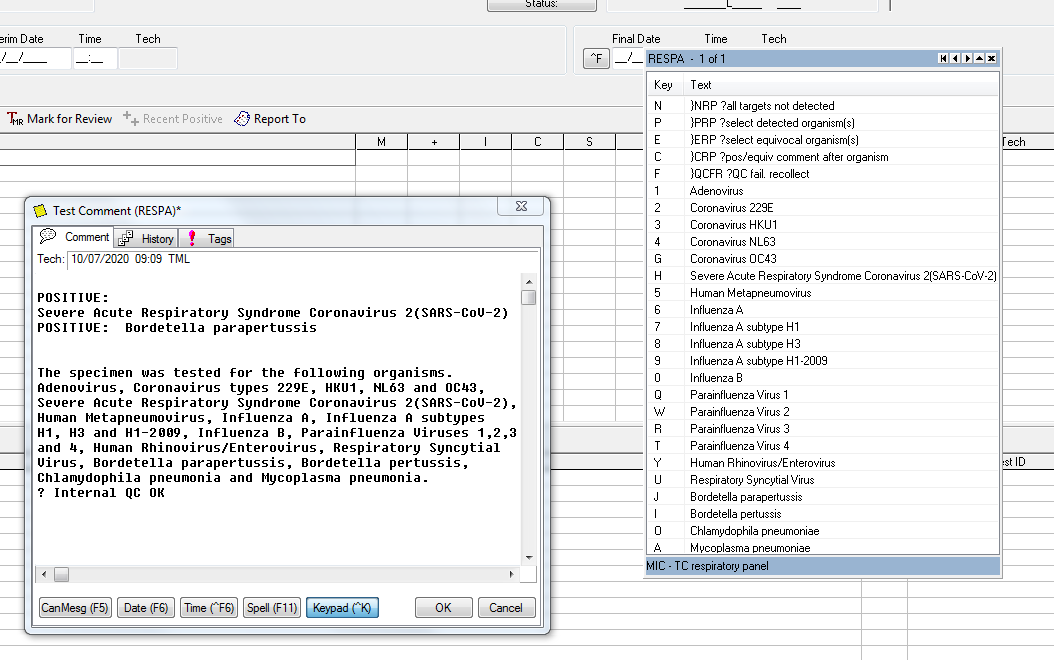 Status:
Date
Time
Tech
__:__
Final Date
Time
Tech
^F
RESPA - 1 of 1
Key Text
N }NRP ?all targets not detected
P }PRP ?select detected organism(s)
E }ERP ?select equivocal organism(s)
C }CRP ?pos/equiv comment after organism
F }QCFR ?QC fail. recollect
1 Adenovirus
2 Coronavirus 229E
3 Coronavirus HKU1
4 Coronavirus NL63
G Coronavirus OC43
H Severe Acute Respiratory Syndrome Coronavirus 2(SARS-CoV-2)
5 Human Metapneumovirus
6 Influenza A
7 Influenza A subtype H1
8 Influenza A subtype H3
9 Influenza A subtype H1-2009
0 Influenza B
Q Parainfluenza Virus 1
W Parainfluenza Virus 2
R Parainfluenza Virus 3
T Parainfluenza Virus 4
Y Human Rhinovirus/Enterovirus
U Respiratory Syncytial Virus
J Bordetella parapertussis
I Bordetella pertussis
O Chlamydophila pneumoniae
A Mycoplasma pneumoniae
MIC - TC respiratory panel
TMR Mark for Review
Recent Positive
Report To
M + I C S
Tech
ID
Test Comment (RESPA)*
Comment History Tags
Tech: 10/07/2020 09:09 TML
POSITIVE:
Severe Acute Respiratory Syndrome Coronavirus 2(SARS-CoV-2)
POSITIVE: Bordetella parapertussis
The specimen was tested for the following organisms.
Adenovirus, Coronavirus types 229E, HKU1, NL63 and OC43,
Severe Acute Respiratory Syndrome Coronavirus 2(SARS-CoV-2),
Human Metapneumovirus, Influenza A, Influenza A subtypes
H1, H3 and H1-2009, Influenza B, Parainfluenza Viruses 1,2,3
and 4, Human Rhinovirus/Enterovirus, Respiratory Syncytial
Virus, Bordetella parapertussis, Bordetella pertussis,
Chlamydophila pneumonia and Mycoplasma pneumonia.
? Internal QC OK
CanMesg (F5) Date (F6) Time (^F6) Spell (F11) Keypad (^K) OK Cancel